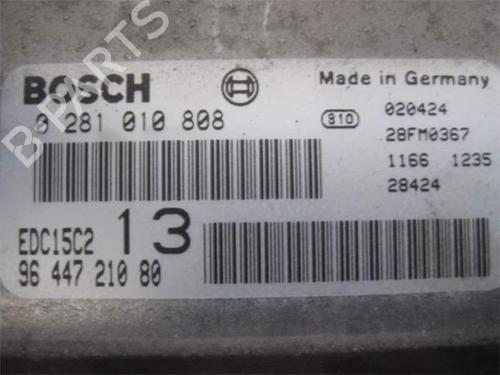 B PARTS
BOSCH
Made in Germany
0 281 010 808
810
020424
28FM0367
1166 1235
28424
EDC15C2 13
96 447 210 80